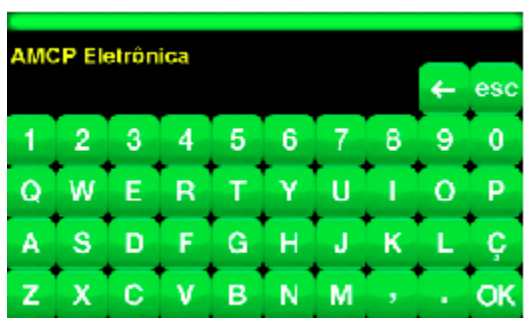 AMCP Eletrônica
← esc
1 2 3 4 5 6 7 8 9 0
Q W E R T Y U I O P
A S D F G H J K L Ç
Z X C V B N M , . OK